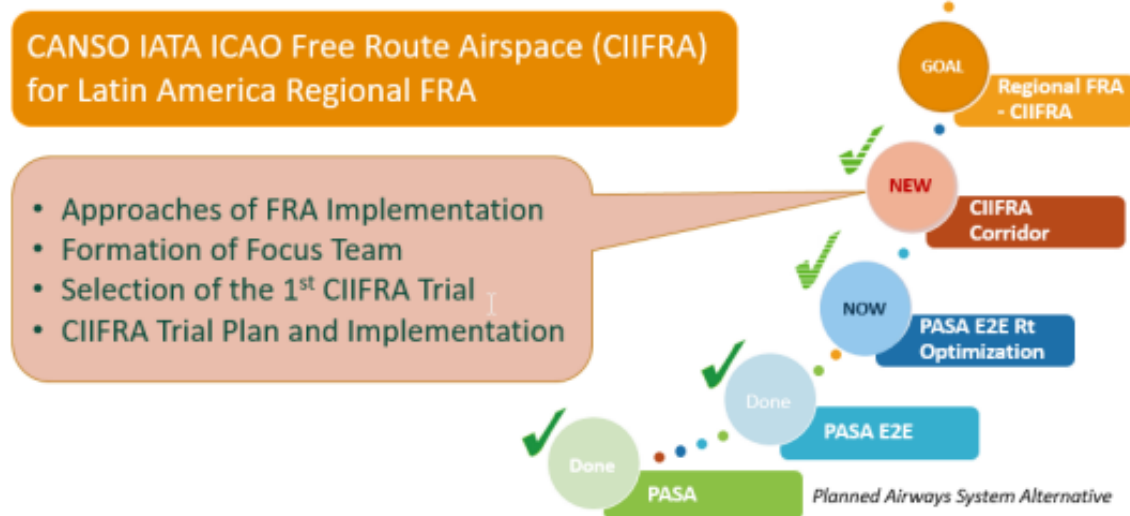 CANSO IATA ICAO Free Route Airspace (CIIFRA)
for Latin America Regional FRA
GOAL
Regional FRA
- CIIFRA
• Approaches of FRA Implementation
• Formation of Focus Team
• Selection of the 1st CIIFRA Trial
• CIIFRA Trial Plan and Implementation
NEW
CIIFRA
Corridor
NOW
PASA E2E Rt
Optimization
Done
PASA E2E
Done
PASA
Planned Airways System Alternative